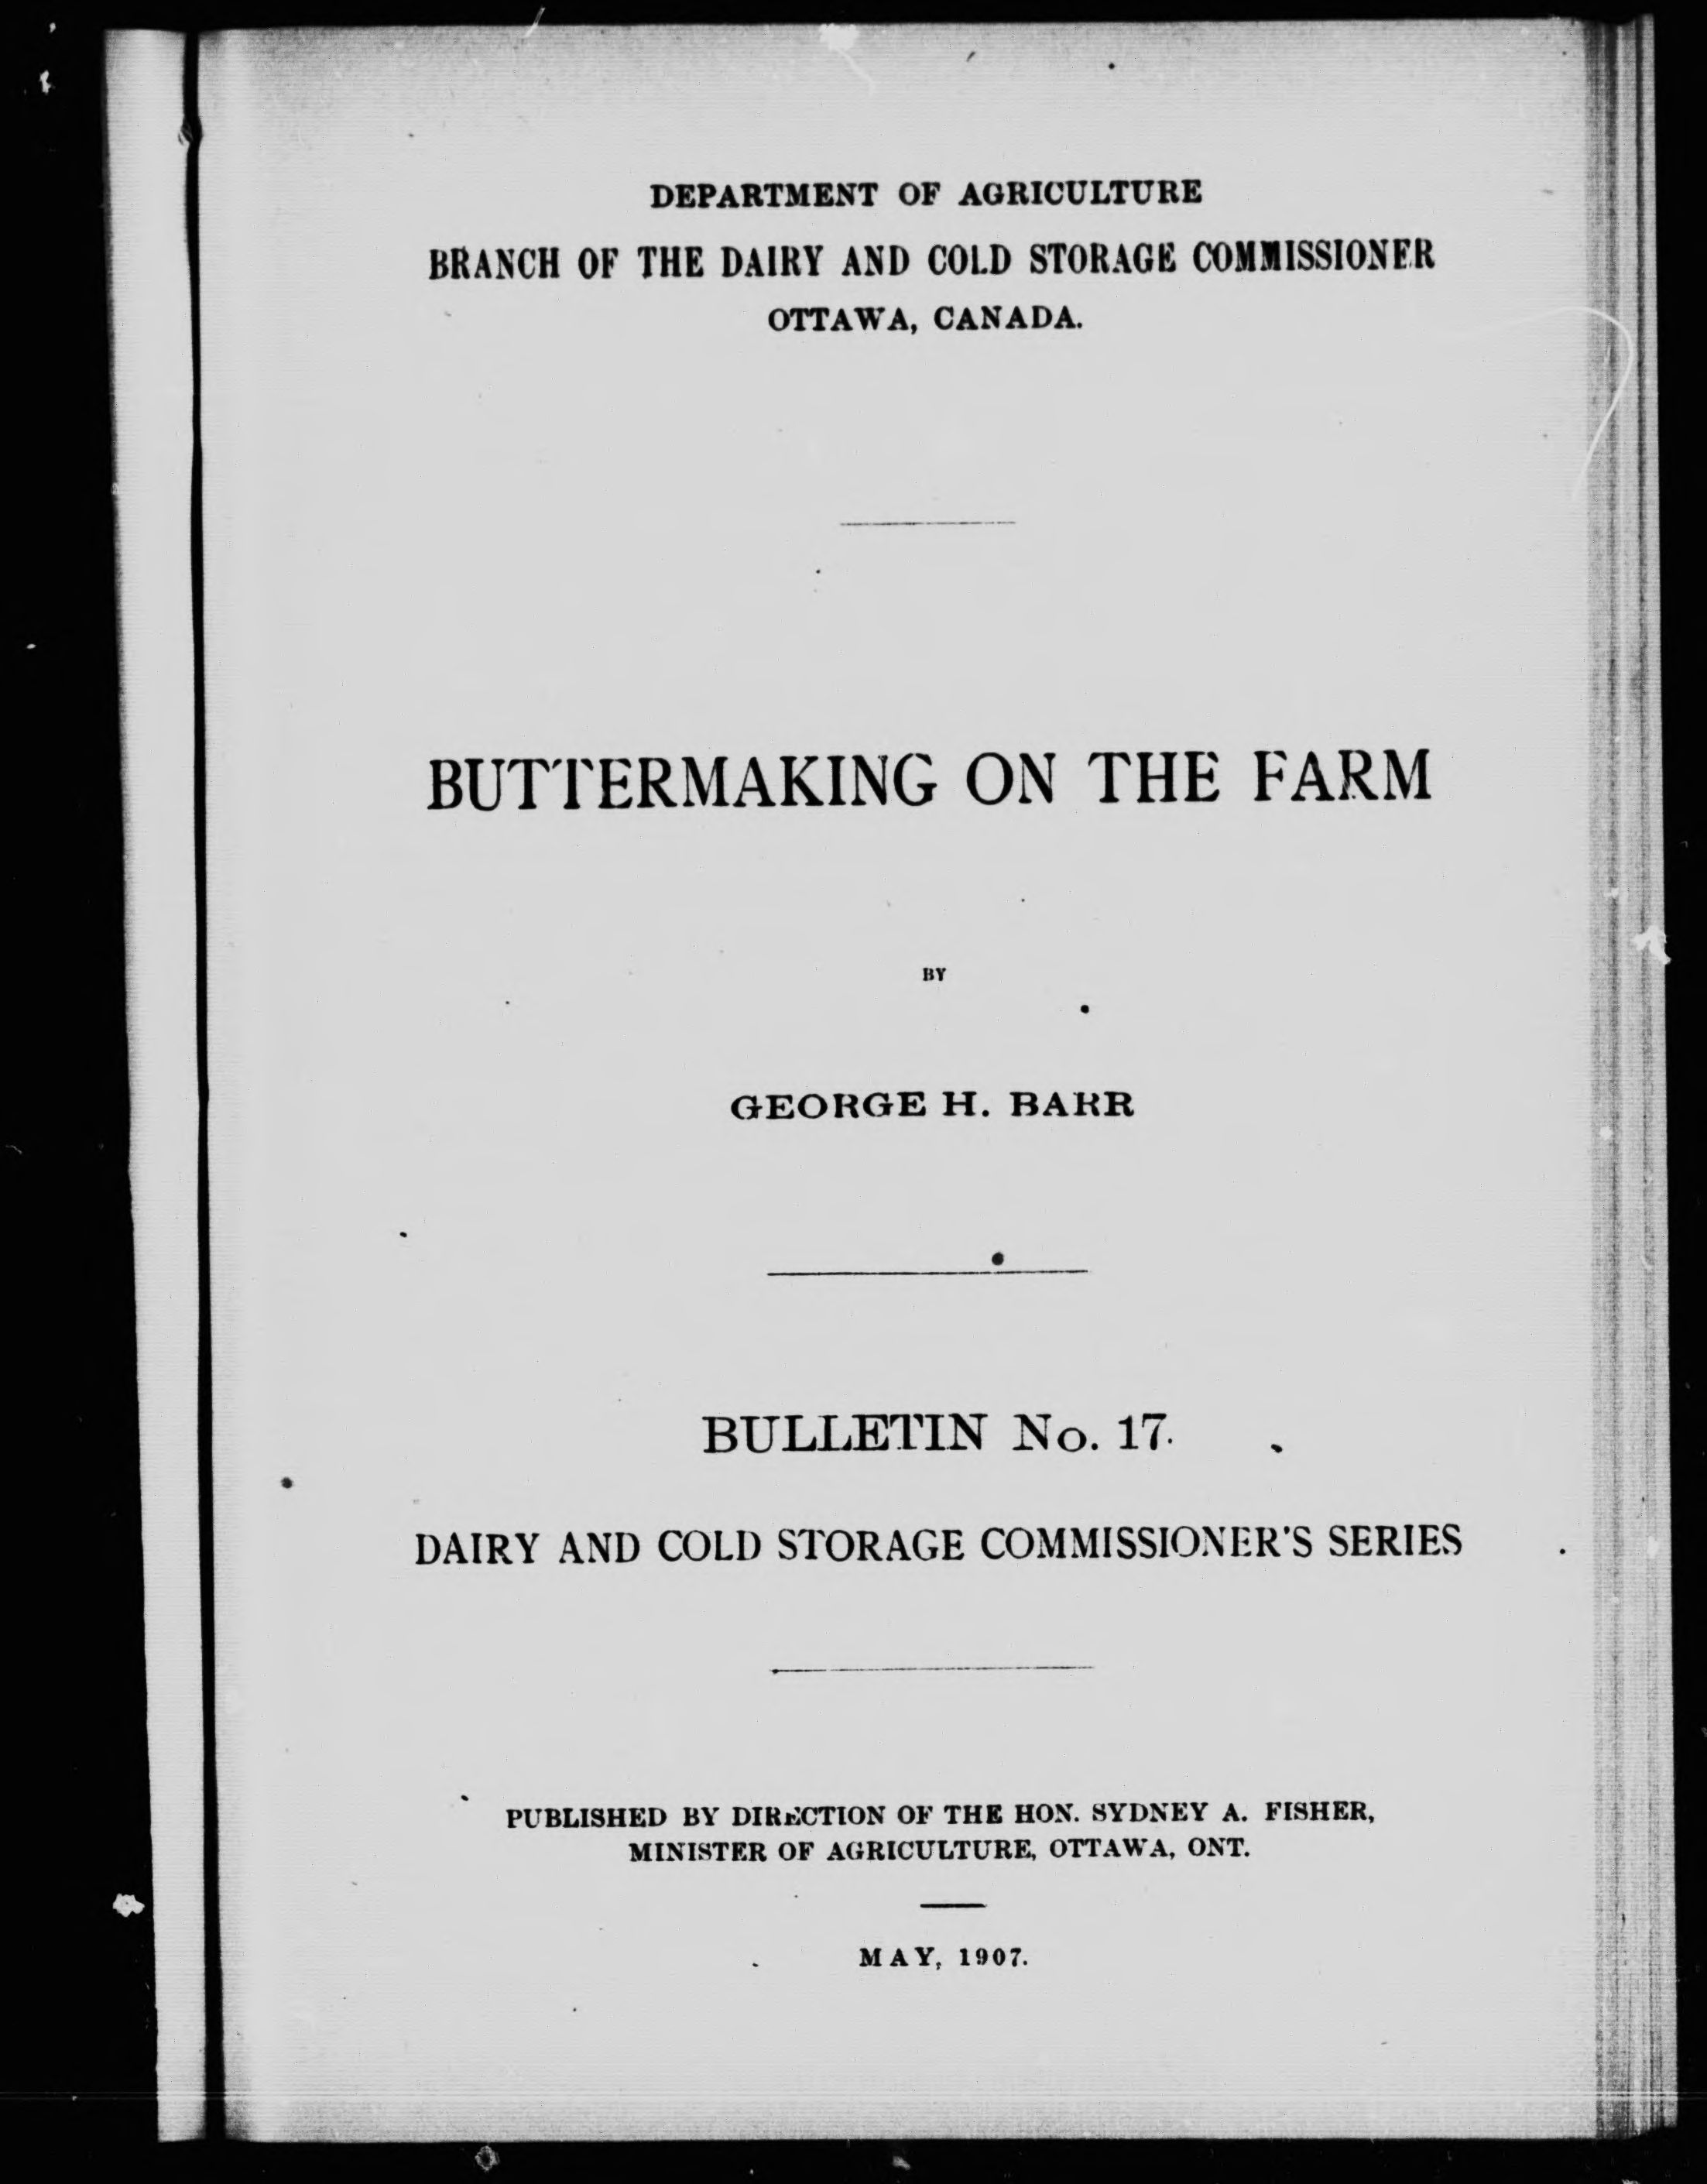 DEPARTMENT OF AGRICULTURE
BRANCH OF THE DAIRY AND COLD STORAGE COMMISSIONER
OTTAWA, CANADA.
BUTTERMAKING ON THE FARM
BY
GEORGE H. BARR
BULLETIN No. 17.
DAIRY AND COLD STORAGE COMMISSIONER'S SERIES
PUBLISHED BY DIRECTION OF THE HON. SYDNEY A. FISHER,
MINISTER OF AGRICULTURE, OTTAWA, ONT.
MAY, 1907.